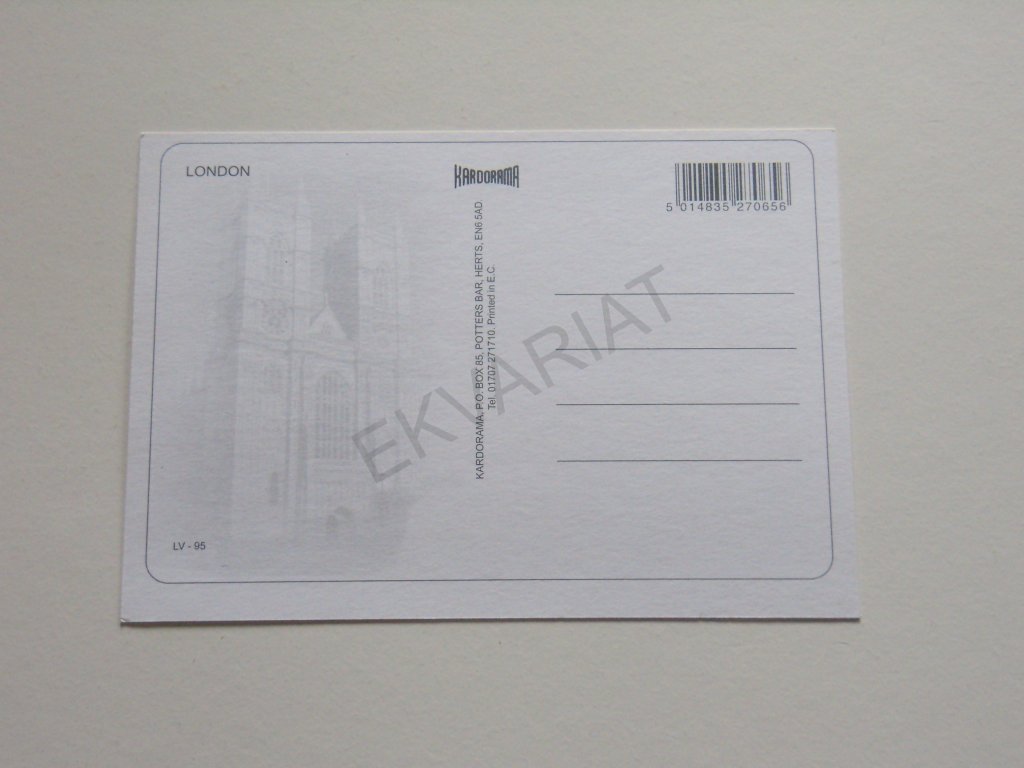 LONDON
KARDORAMA
5 014835 270656
KARDORAMA, P.O. BOX 85, POTTERS BAR, HERTS, EN6 5AD
Tel. 01707 271710. Printed in E.C.
EKVARIAT
LV - 95